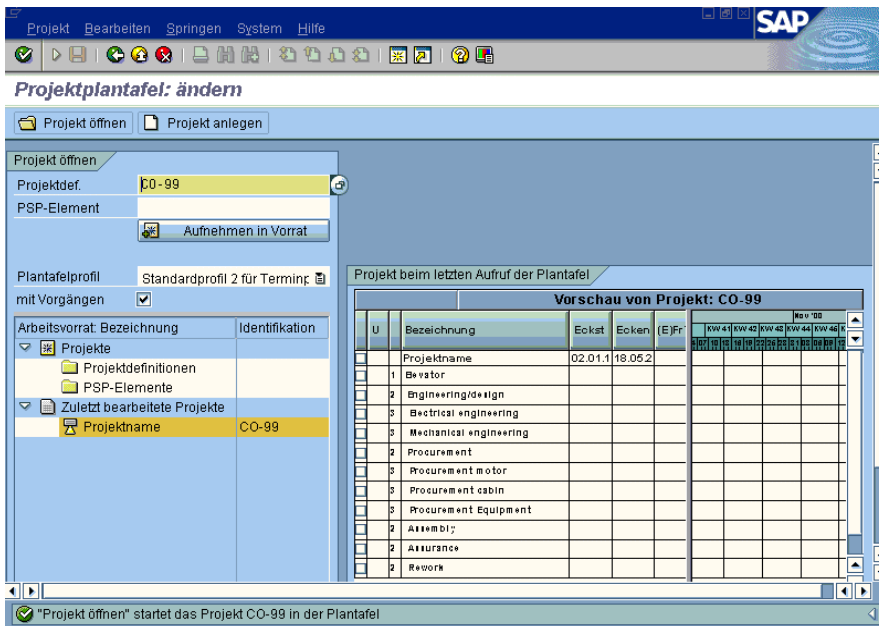 Projekt Bearbeiten Springen System Hilfe
SAP
Projektplantafel: ändern
Projekt öffnen Projekt anlegen
Projekt öffnen
Projektdef. CO-99
PSP-Element
Aufnehmen in Vorrat
Plantafelprofil Standardprofil 2 für Terminp
mit Vorgängen
Arbeitsvorrat: Bezeichnung Identifikation
Projekte
Projektdefinitionen
PSP-Elemente
Zuletzt bearbeitete Projekte
Projektname CO-99
Projekt beim letzten Aufruf der Plantafel
Vorschau von Projekt: CO-99
Nov '00
U Bezeichnung Eckst Ecken (E)Fr KW 41 KW 42 KW 43 KW 44 KW 45 K
Projektname 02.01.1 18.05.2
1 Elevator
2 Engineering/design
3 Electrical engineering
3 Mechanical engineering
2 Procurement
3 Procurement motor
3 Procurement cabin
3 Procurement Equipment
2 Assembly
2 Assurance
2 Rework
"Projekt öffnen" startet das Projekt CO-99 in der Plantafel